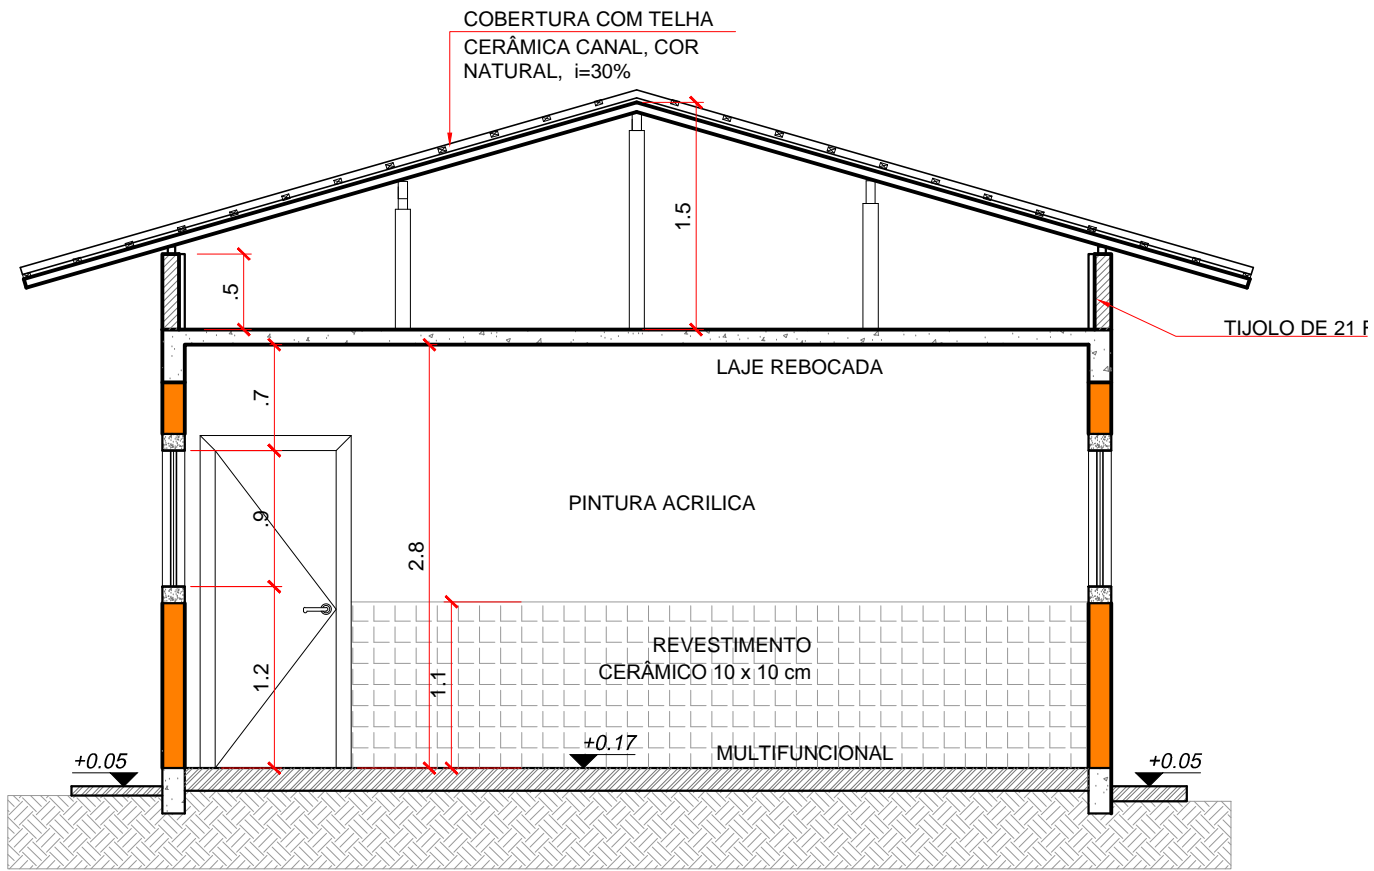 COBERTURA COM TELHA
CERÂMICA CANAL, COR
NATURAL, i=30%
1.5
.5
TIJOLO DE 21 F
LAJE REBOCADA
.7
PINTURA ACRILICA
.9
2.8
REVESTIMENTO
CERÂMICO 10 x 10 cm
1.2
1.1
+0.17
MULTIFUNCIONAL
+0.05
+0.05